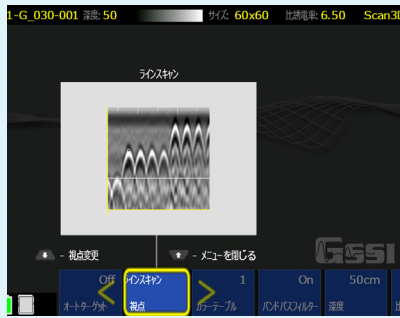 1-G_030-001 深度: 50 サイズ: 60x60 比誘電率: 6.50 Scan3D
ラインスキャン
- 視点変更 - メニューを閉じる
GSSI
Off ラインスキャン 1 On 50cm
オートターゲット 視点 カラーテーブル バンドパスフィルター 深度